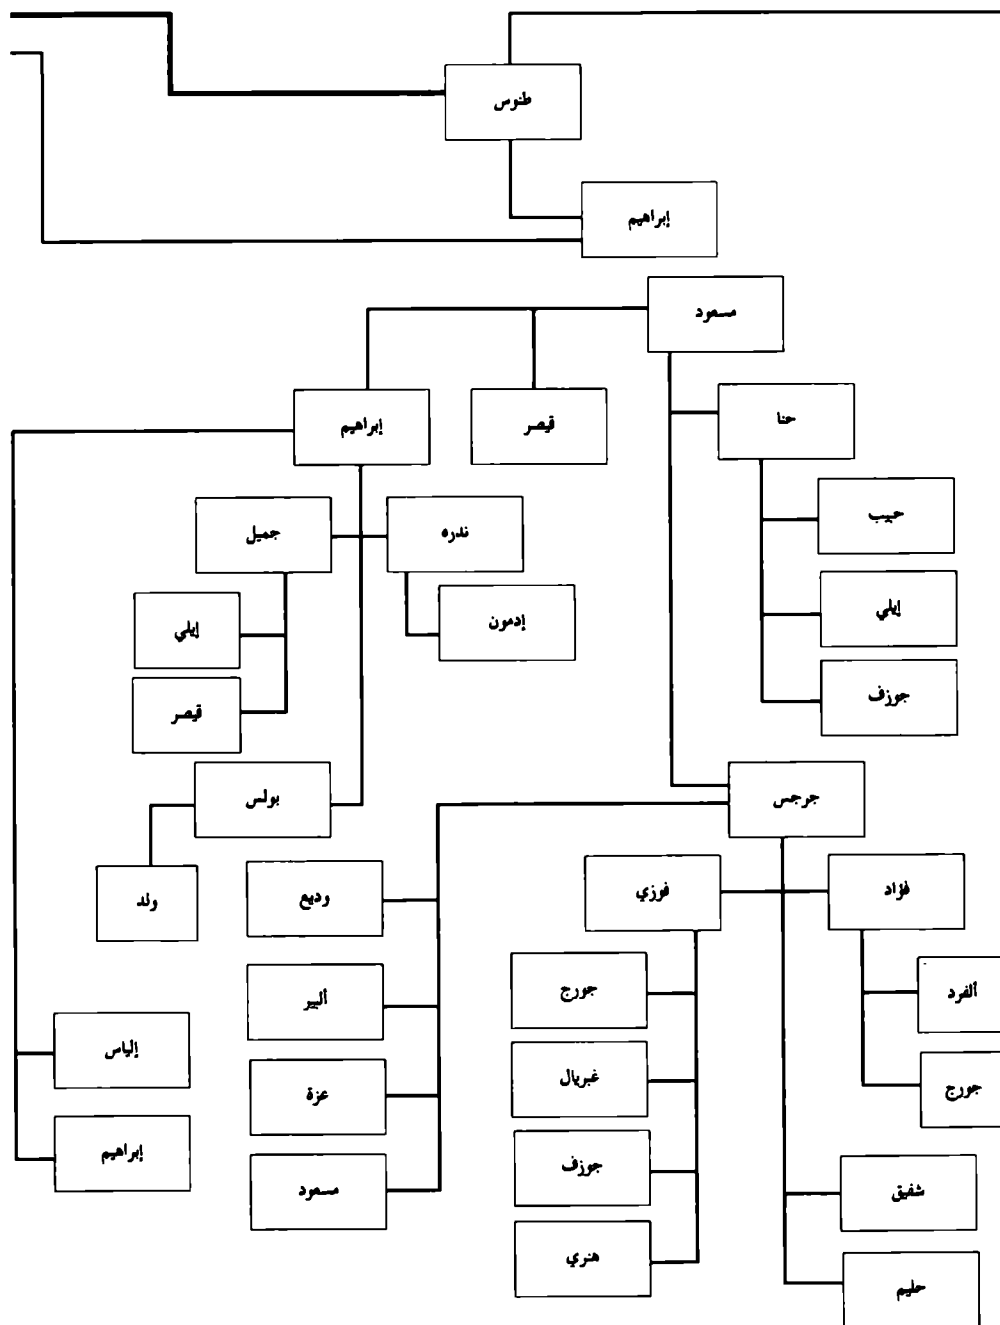 طنوس
إبراهيم
مسعود
حنا
قيصر
إبراهيم
حبيب
ندره
جميل
إيلي
إدمون
إيلي
جوزف
قيصر
جرجس
بولس
فؤاد
فوزي
وديع
ولد
ألفرد
جورج
ألبير
إلياس
جورج
غبريال
عزة
إبراهيم
شفيق
جوزف
مسعود
حليم
هنري